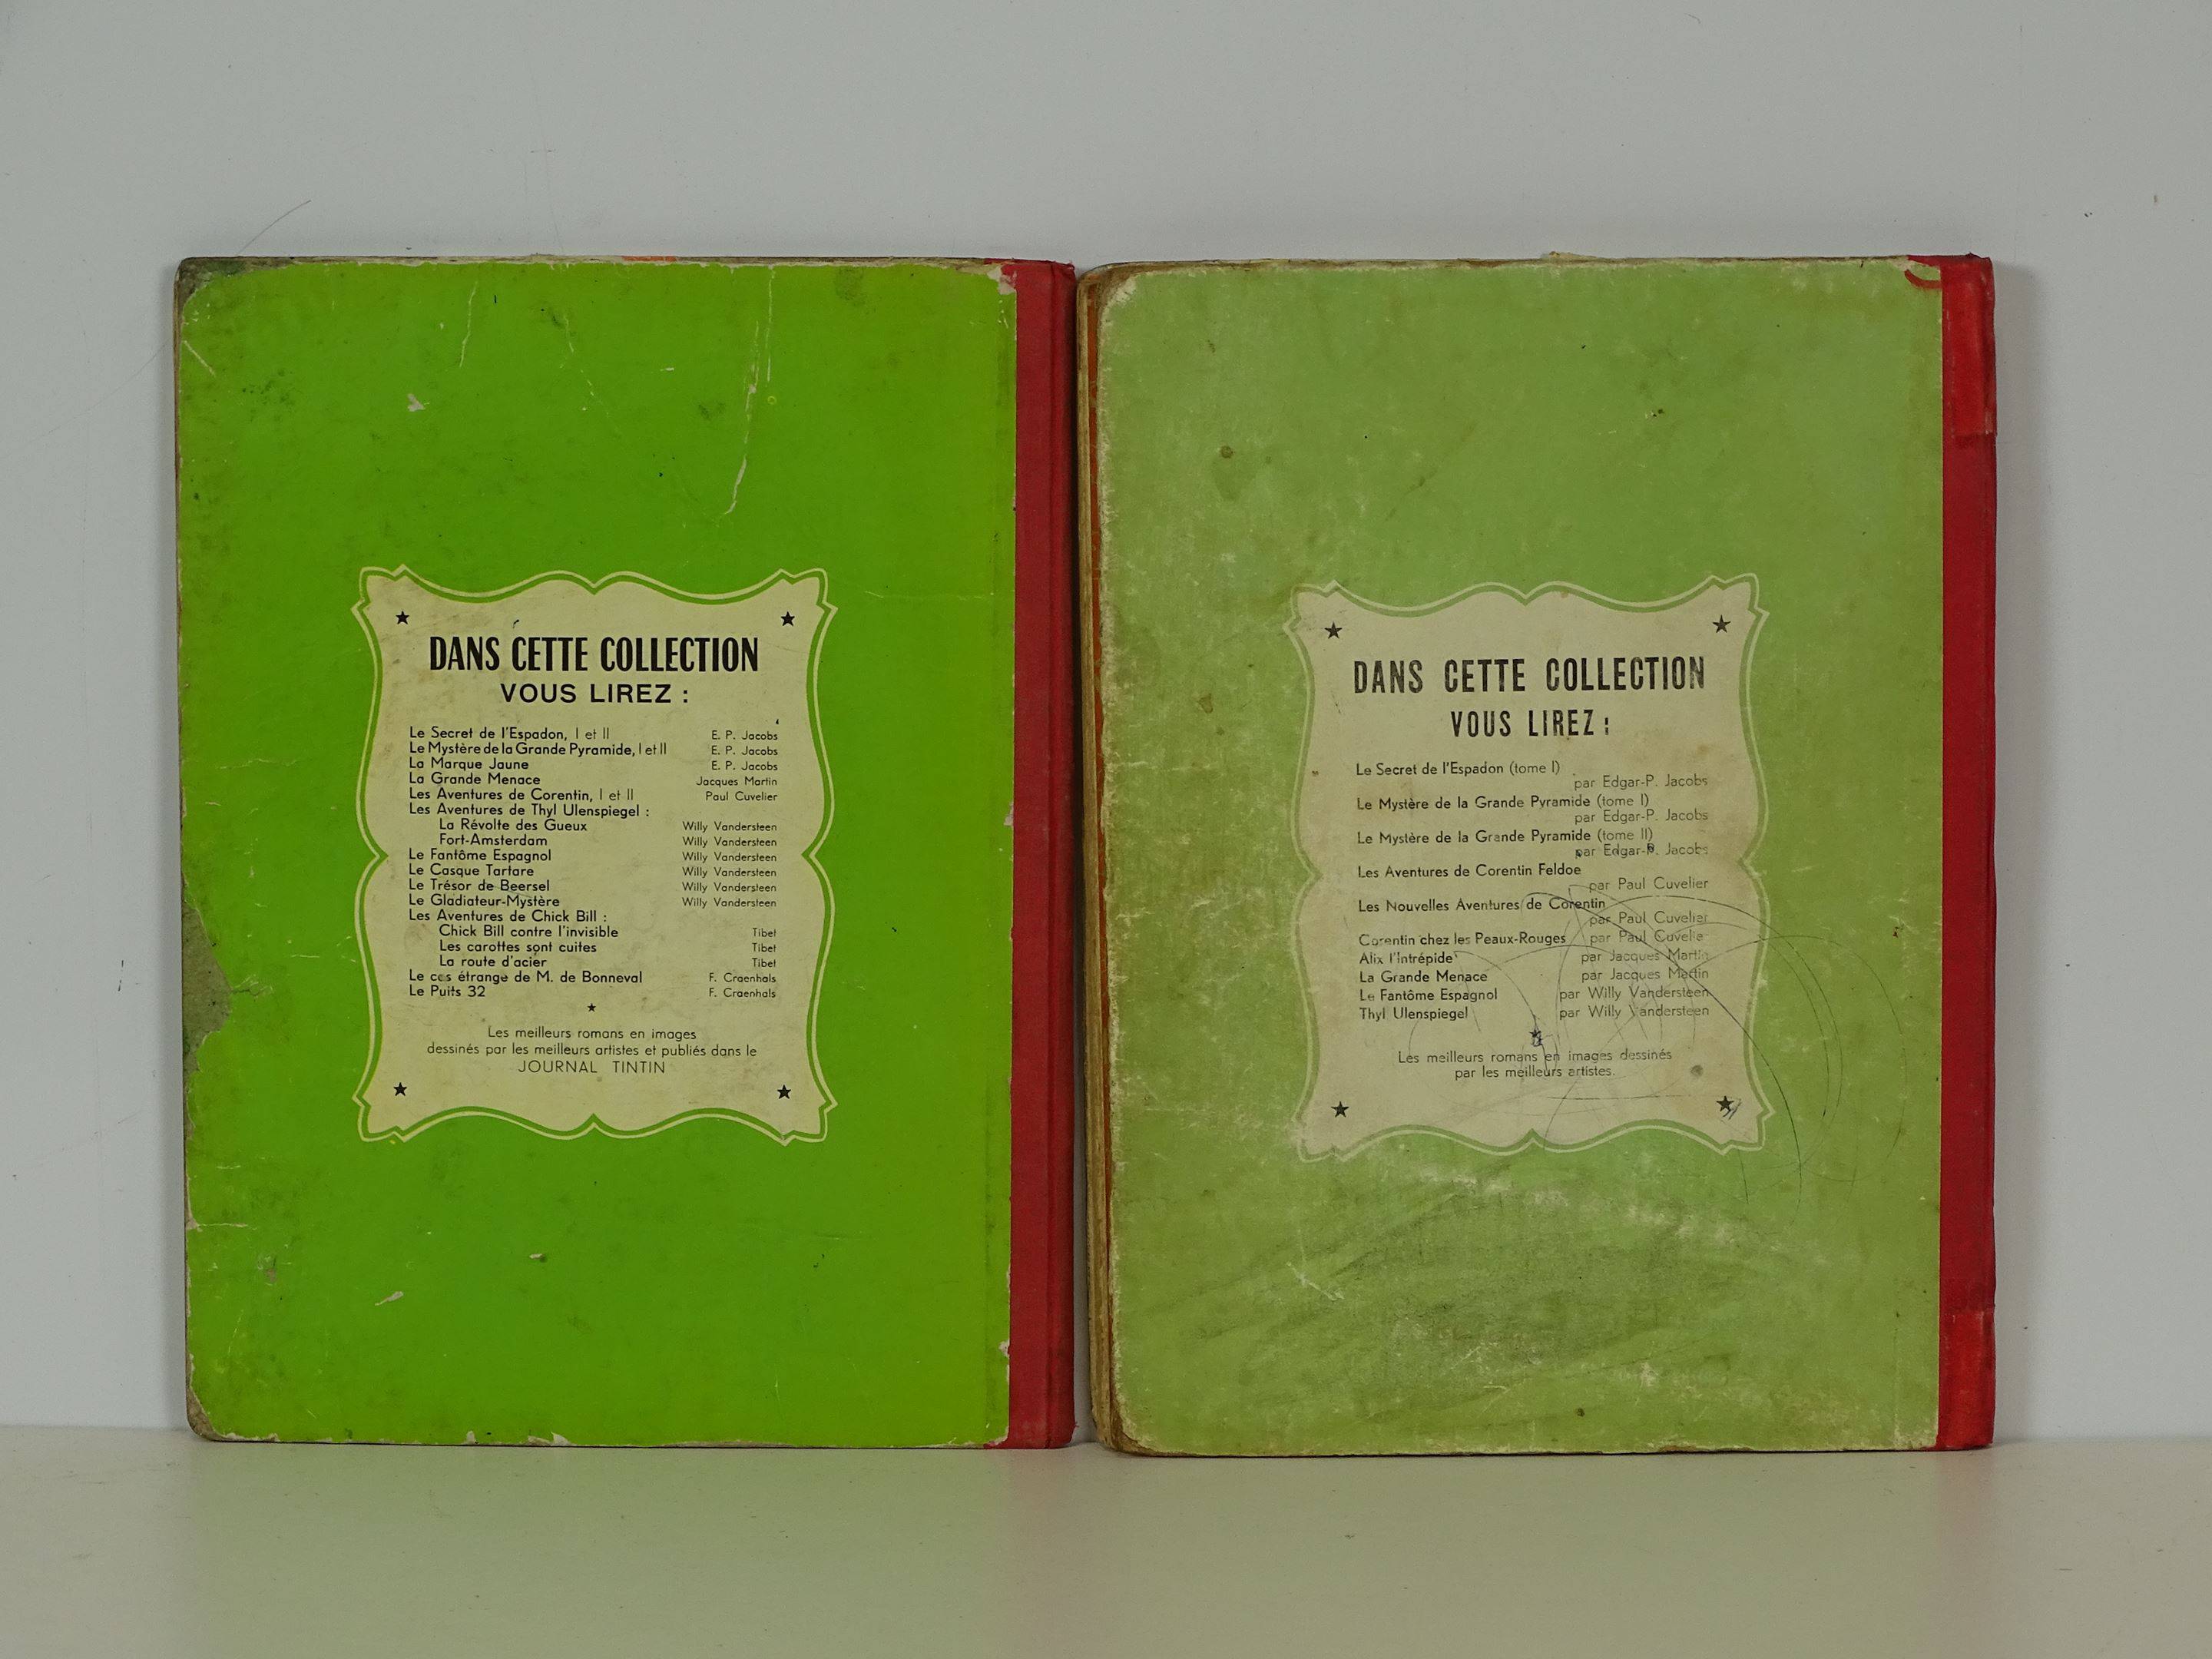 DANS CETTE COLLECTION
VOUS LIREZ :
Le Secret de l'Espadon, I et II E. P. Jacobs
Le Mystère de la Grande Pyramide, I et II E. P. Jacobs
La Marque Jaune E. P. Jacobs
La Grande Menace Jacques Martin
Les Aventures de Corentin, I et II Paul Cuvelier
Les Aventures de Thyl Ulenspiegel :
La Révolte des Gueux Willy Vandersteen
Fort-Amsterdam Willy Vandersteen
Le Fantôme Espagnol Willy Vandersteen
Le Casque Tartare Willy Vandersteen
Le Trésor de Beersel Willy Vandersteen
Le Gladiateur-Mystère Willy Vandersteen
Les Aventures de Chick Bill :
Chick Bill contre l'invisible Tibet
Les carottes sont cuites Tibet
La route d'acier Tibet
Le cas étrange de M. de Bonneval F. Craenhals
Le Puits 32 F. Craenhals
Les meilleurs romans en images
dessinés par les meilleurs artistes et publiés dans le
JOURNAL TINTIN
DANS CETTE COLLECTION
VOUS LIREZ :
Le Secret de l'Espadon (tome I)
par Edgar-P. Jacobs
Le Mystère de la Grande Pyramide (tome I)
par Edgar-P. Jacobs
Le Mystère de la Grande Pyramide (tome II)
par Edgar-P. Jacobs
Les Aventures de Corentin Feldoe
par Paul Cuvelier
Les Nouvelles Aventures de Corentin
par Paul Cuvelier
Corentin chez les Peaux-Rouges par Paul Cuvelier
Alix l'Intrépide par Jacques Martin
La Grande Menace par Jacques Martin
Le Fantôme Espagnol par Willy Vandersteen
Thyl Ulenspiegel par Willy Vandersteen
Les meilleurs romans en images dessinés
par les meilleurs artistes.